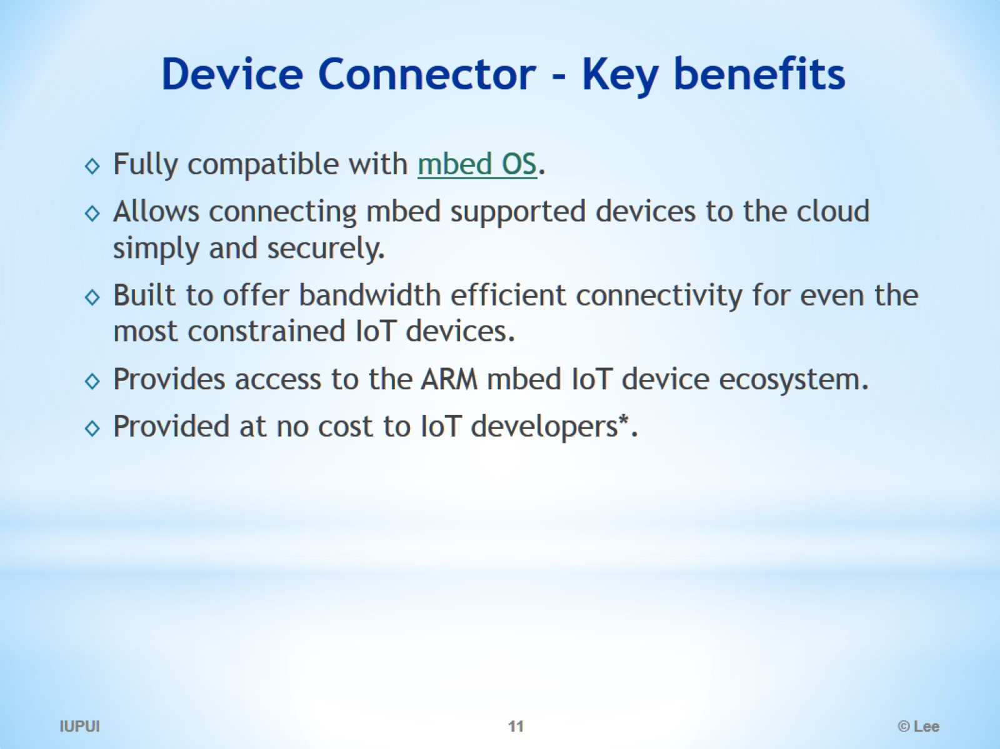 Device Connector - Key benefits
◇ Fully compatible with mbed OS.
◇ Allows connecting mbed supported devices to the cloud
simply and securely.
◇ Built to offer bandwidth efficient connectivity for even the
most constrained IoT devices.
◇ Provides access to the ARM mbed IoT device ecosystem.
◇ Provided at no cost to IoT developers*.
IUPUI 11 © Lee